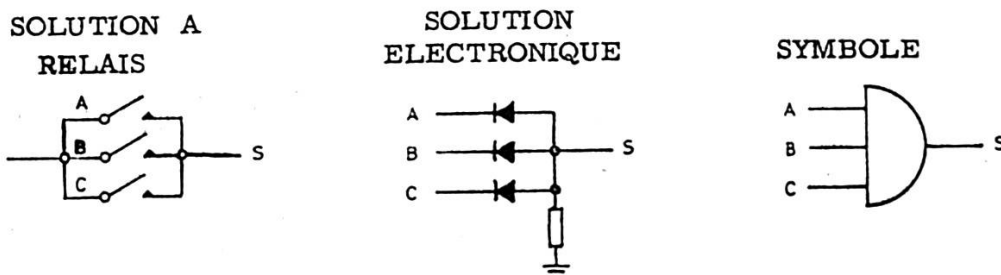 SOLUTION A
RELAIS
A
B
C
S
SOLUTION
ELECTRONIQUE
A
B
C
S
SYMBOLE
A
B
C
S